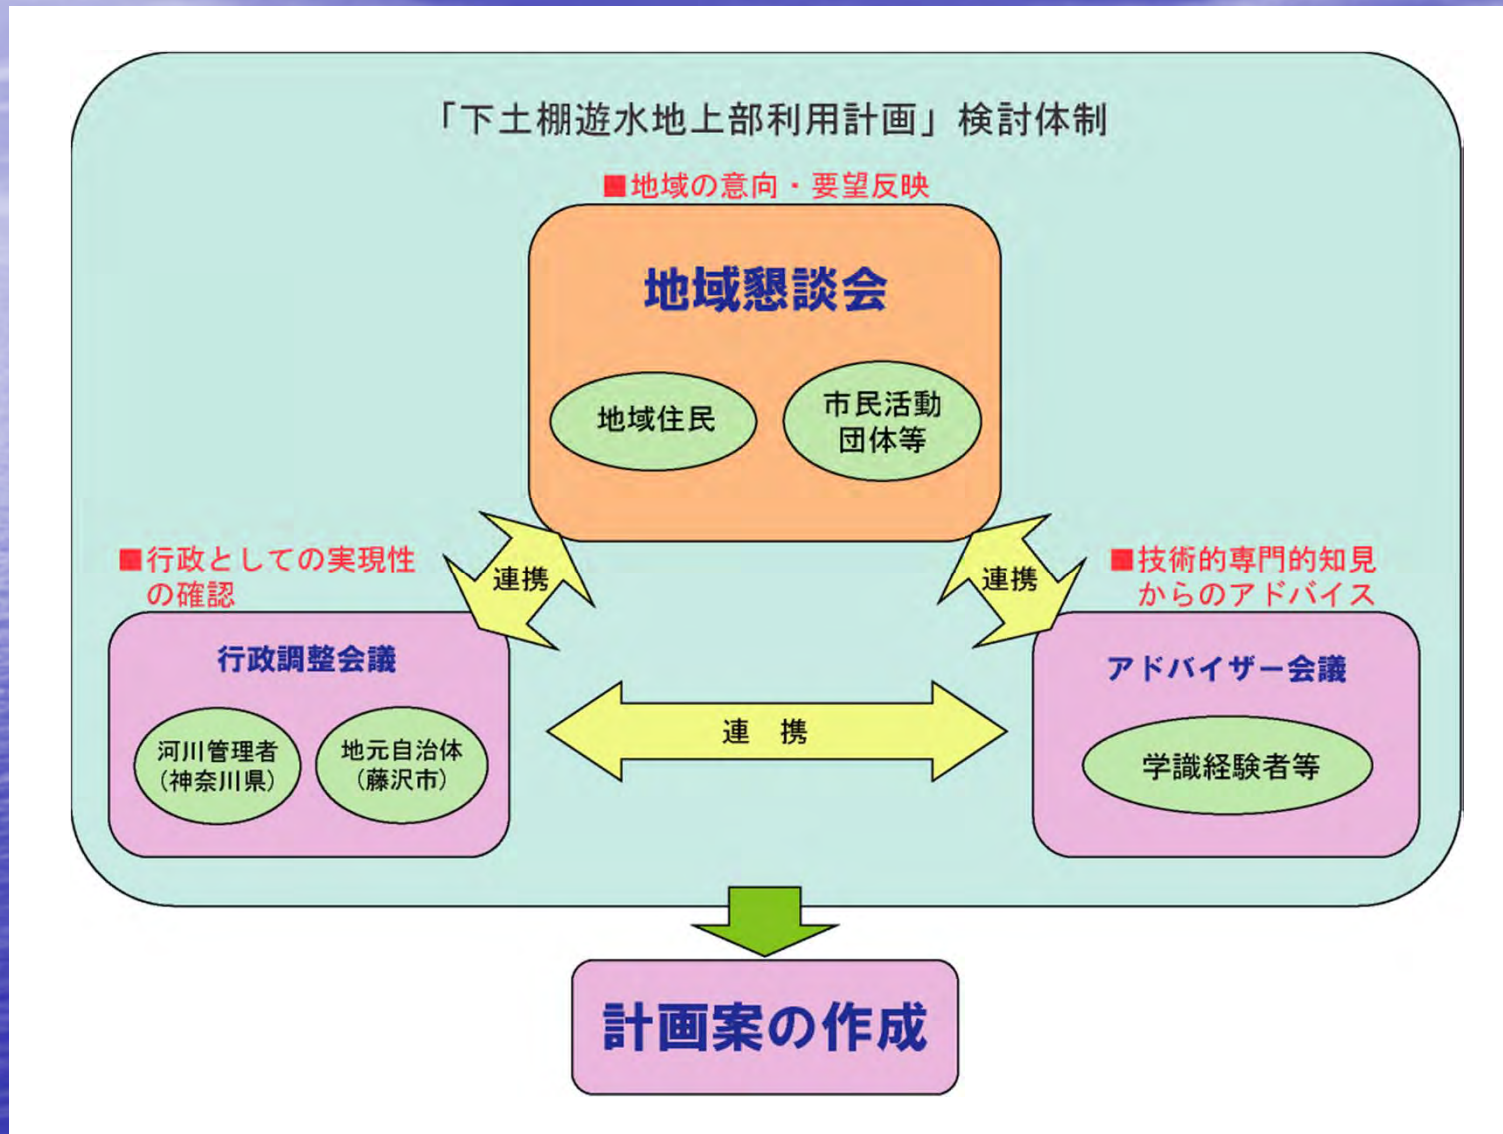 「下土棚遊水地上部利用計画」検討体制
■地域の意向・要望反映
地域懇談会
地域住民
市民活動
団体等
連携
連携
■行政としての実現性
の確認
行政調整会議
河川管理者
(神奈川県)
地元自治体
(藤沢市)
連 携
■技術的専門的知見
からのアドバイス
アドバイザー会議
学識経験者等
計画案の作成